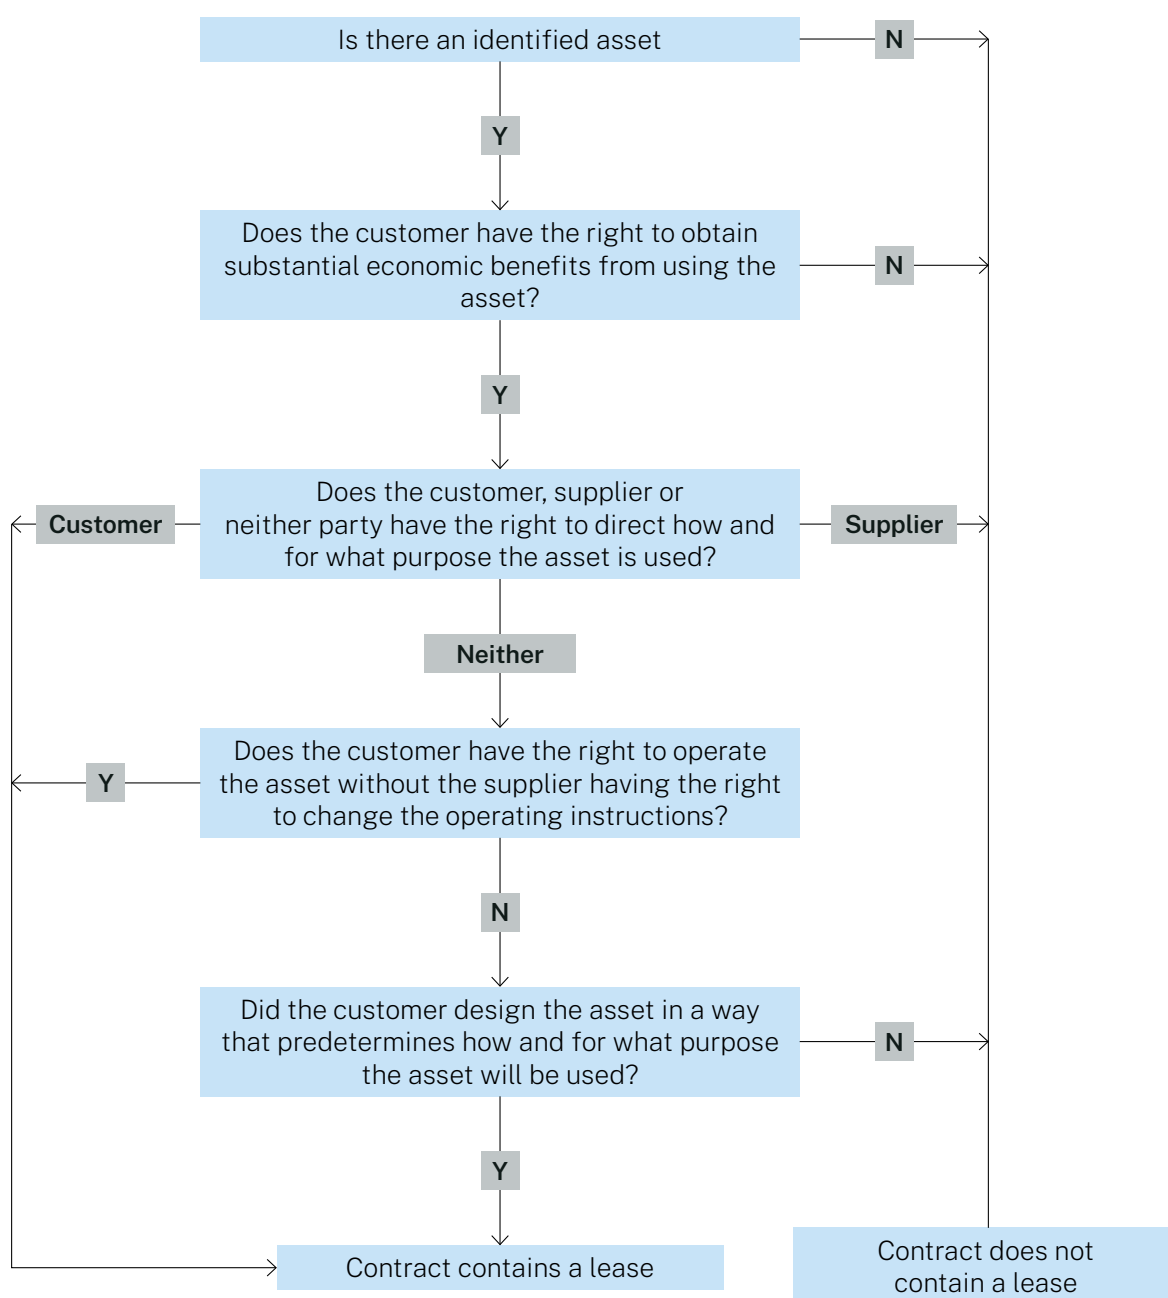 Is there an identified asset
N
Y
Does the customer have the right to obtain
substantial economic benefits from using the
asset?
N
Y
Does the customer, supplier or
neither party have the right to direct how and
for what purpose the asset is used?
Customer
Supplier
Neither
Does the customer have the right to operate
the asset without the supplier having the right
to change the operating instructions?
Y
N
Did the customer design the asset in a way
that predetermines how and for what purpose
the asset will be used?
N
Y
Contract contains a lease
Contract does not
contain a lease